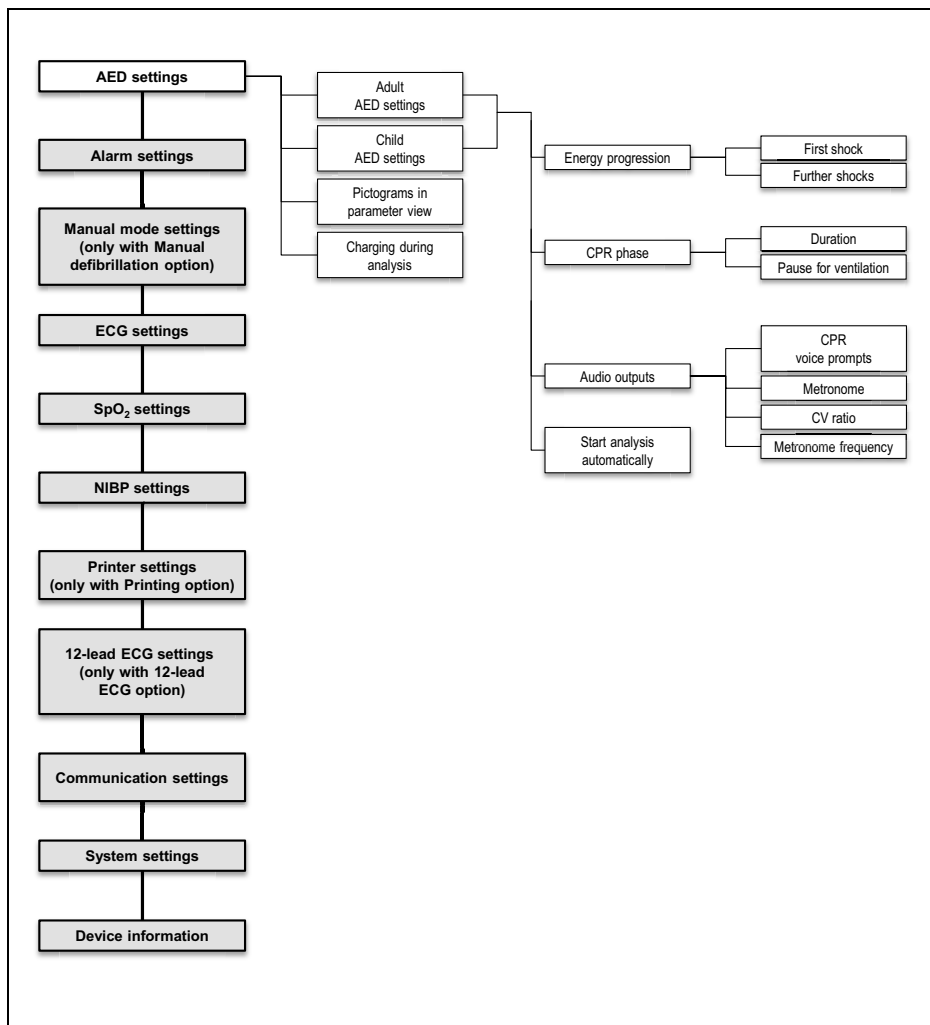 AED settings
Alarm settings
Manual mode settings
(only with Manual
defibrillation option)
ECG settings
SpO₂ settings
NIBP settings
Printer settings
(only with Printing option)
12-lead ECG settings
(only with 12-lead
ECG option)
Communication settings
System settings
Device information
Adult
AED settings
Child
AED settings
Pictograms in
parameter view
Charging during
analysis
Energy progression
CPR phase
Audio outputs
Start analysis
automatically
First shock
Further shocks
Duration
Pause for ventilation
CPR
voice prompts
Metronome
CV ratio
Metronome frequency